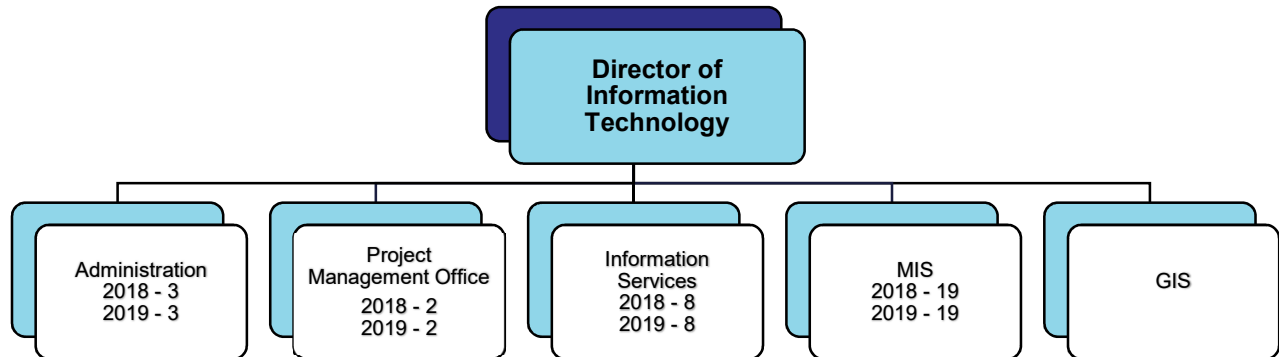 Director of
Information
Technology
Administration
2018 - 3
2019 - 3
Project
Management Office
2018 - 2
2019 - 2
Information
Services
2018 - 8
2019 - 8
MIS
2018 - 19
2019 - 19
GIS